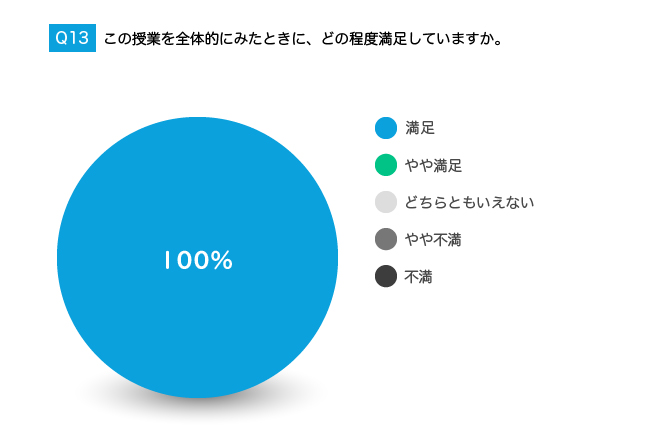 Q13 この授業を全体的にみたときに、どの程度満足していますか。
満足
やや満足
どちらともいえない
やや不満
不満
100%